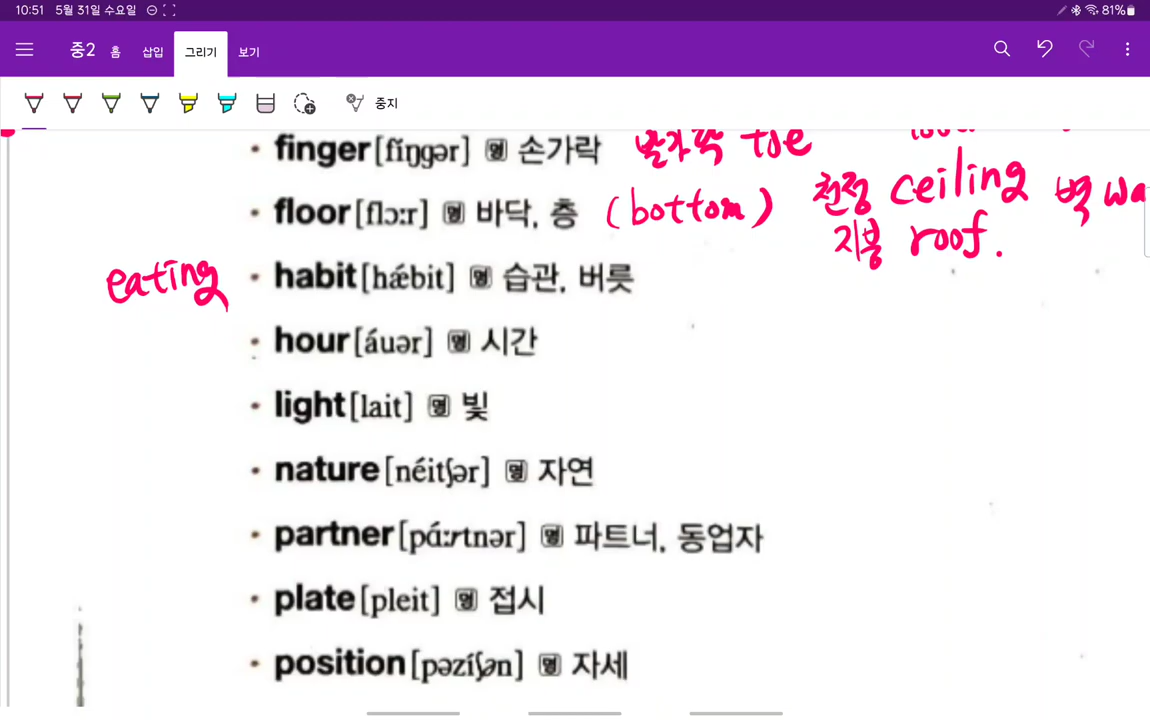 10:51 5월 31일 수요일 81%
중2 홈 삽입 그리기 보기
중지
finger[fíŋgər] 명 손가락 발가락 toe
floor[flɔːr] 명 바닥, 층 (bottom) 천정 ceiling 벽
지붕 roof.
eating habit[hǽbit] 명 습관, 버릇
hour[áuər] 명 시간
light[lait] 명 빛
nature[néitʃər] 명 자연
partner[pɑ́ːrtnər] 명 파트너, 동업자
plate[pleit] 명 접시
position[pəzíʃən] 명 자세